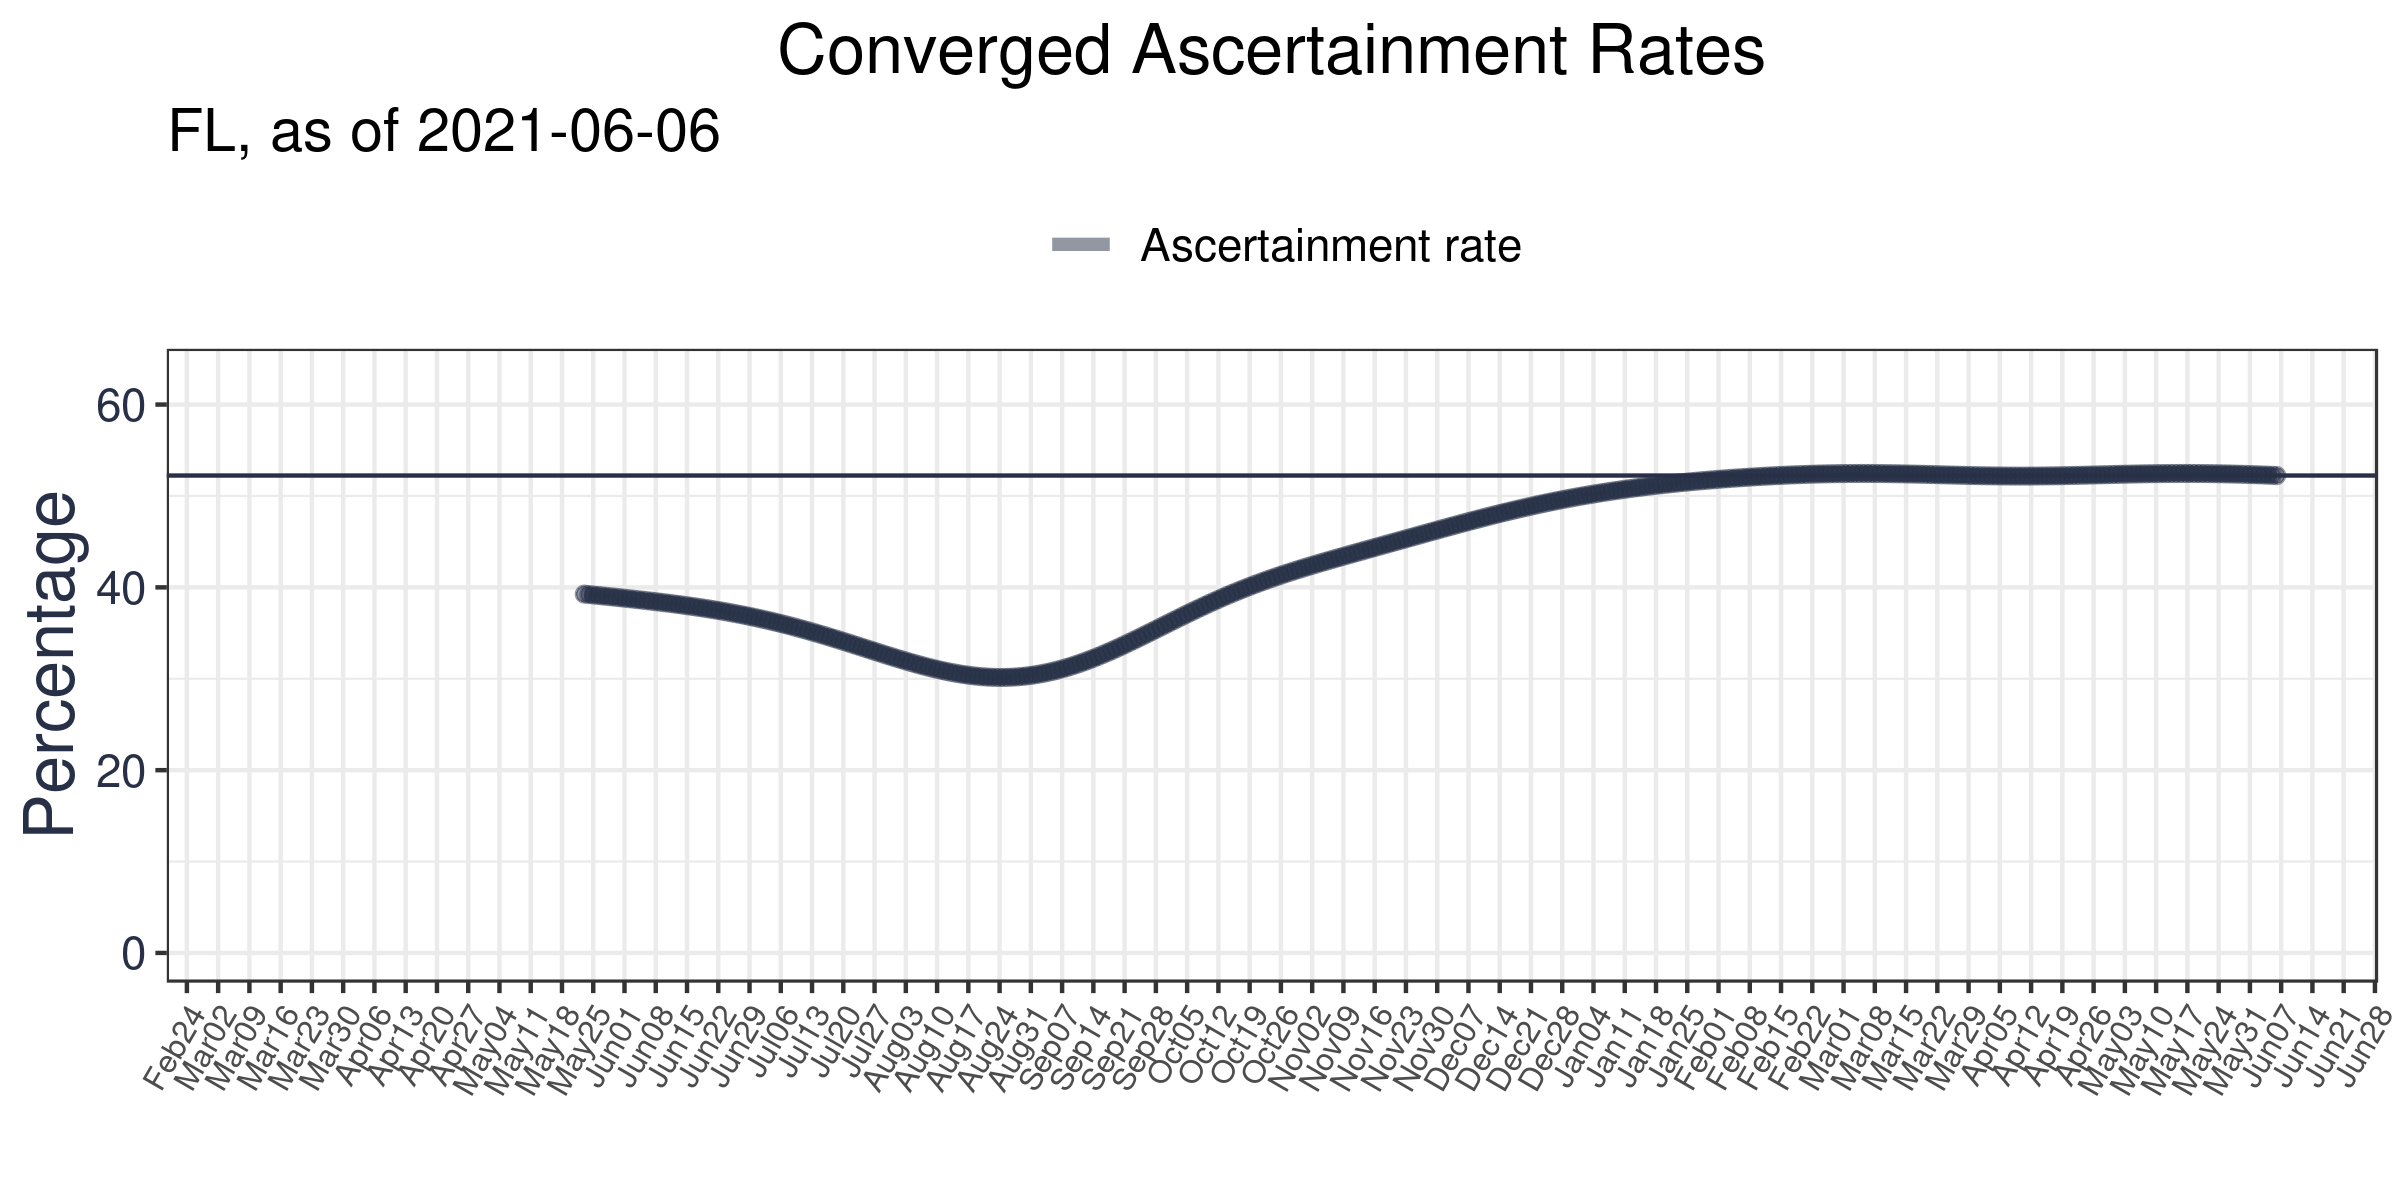 Converged Ascertainment Rates
FL, as of 2021-06-06
Ascertainment rate
Percentage
60
40
20
0
Feb24
Mar02
Mar09
Mar16
Mar23
Mar30
Apr06
Apr13
Apr20
Apr27
May04
May11
May18
May25
Jun01
Jun08
Jun15
Jun22
Jun29
Jul06
Jul13
Jul20
Jul27
Aug03
Aug10
Aug17
Aug24
Aug31
Sep07
Sep14
Sep21
Sep28
Oct05
Oct12
Oct19
Oct26
Nov02
Nov09
Nov16
Nov23
Nov30
Dec07
Dec14
Dec21
Dec28
Jan04
Jan11
Jan18
Jan25
Feb01
Feb08
Feb15
Feb22
Mar01
Mar08
Mar15
Mar22
Mar29
Apr05
Apr12
Apr19
Apr26
May03
May10
May17
May24
May31
Jun07
Jun14
Jun21
Jun28